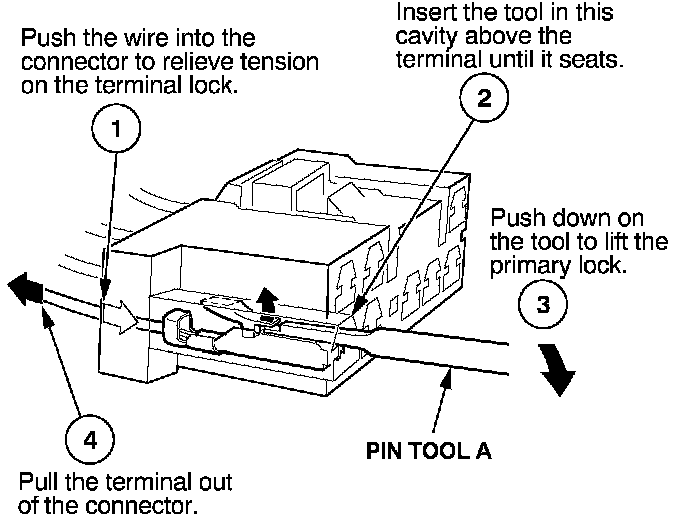 Push the wire into the
connector to relieve tension
on the terminal lock.
1
Insert the tool in this
cavity above the
terminal until it seats.
2
Push down on
the tool to lift the
primary lock.
3
PIN TOOL A
4
Pull the terminal out
of the connector.